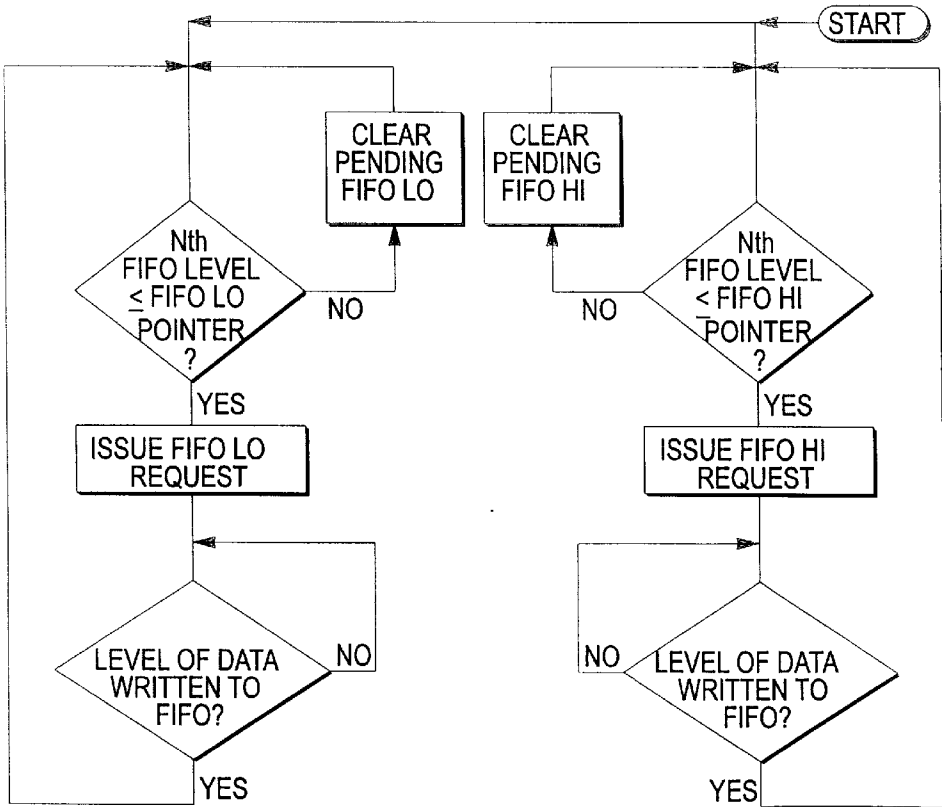 START
CLEAR
PENDING
FIFO LO
CLEAR
PENDING
FIFO HI
Nth
FIFO LEVEL
≤ FIFO LO
POINTER
?
NO
Nth
FIFO LEVEL
≤ FIFO HI
POINTER
?
NO
YES
YES
ISSUE FIFO LO
REQUEST
ISSUE FIFO HI
REQUEST
LEVEL OF DATA
WRITTEN TO
FIFO?
NO
NO
LEVEL OF DATA
WRITTEN TO
FIFO?
YES
YES